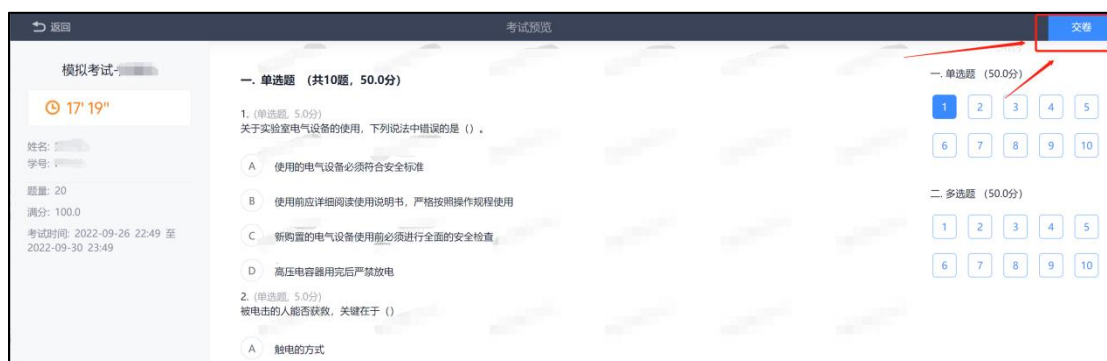 返回
考试预览
交卷
模拟考试-
17' 19"
姓名:
学号:
题量: 20
满分: 100.0
考试时间: 2022-09-26 22:49 至
2022-09-30 23:49
一. 单选题 （共10题，50.0分）
1. (单选题, 5.0分)
关于实验室电气设备的使用，下列说法中错误的是（）。
A 使用的电气设备必须符合安全标准
B 使用前应详细阅读使用说明书，严格按照操作规程使用
C 新购置的电气设备使用前必须进行全面的安全检查
D 高压电容器用完后严禁放电
2. (单选题, 5.0分)
被电击的人能否获救，关键在于（）
A 触电的方式
一. 单选题 （50.0分）
1 2 3 4 5
6 7 8 9 10
二. 多选题 （50.0分）
1 2 3 4 5
6 7 8 9 10